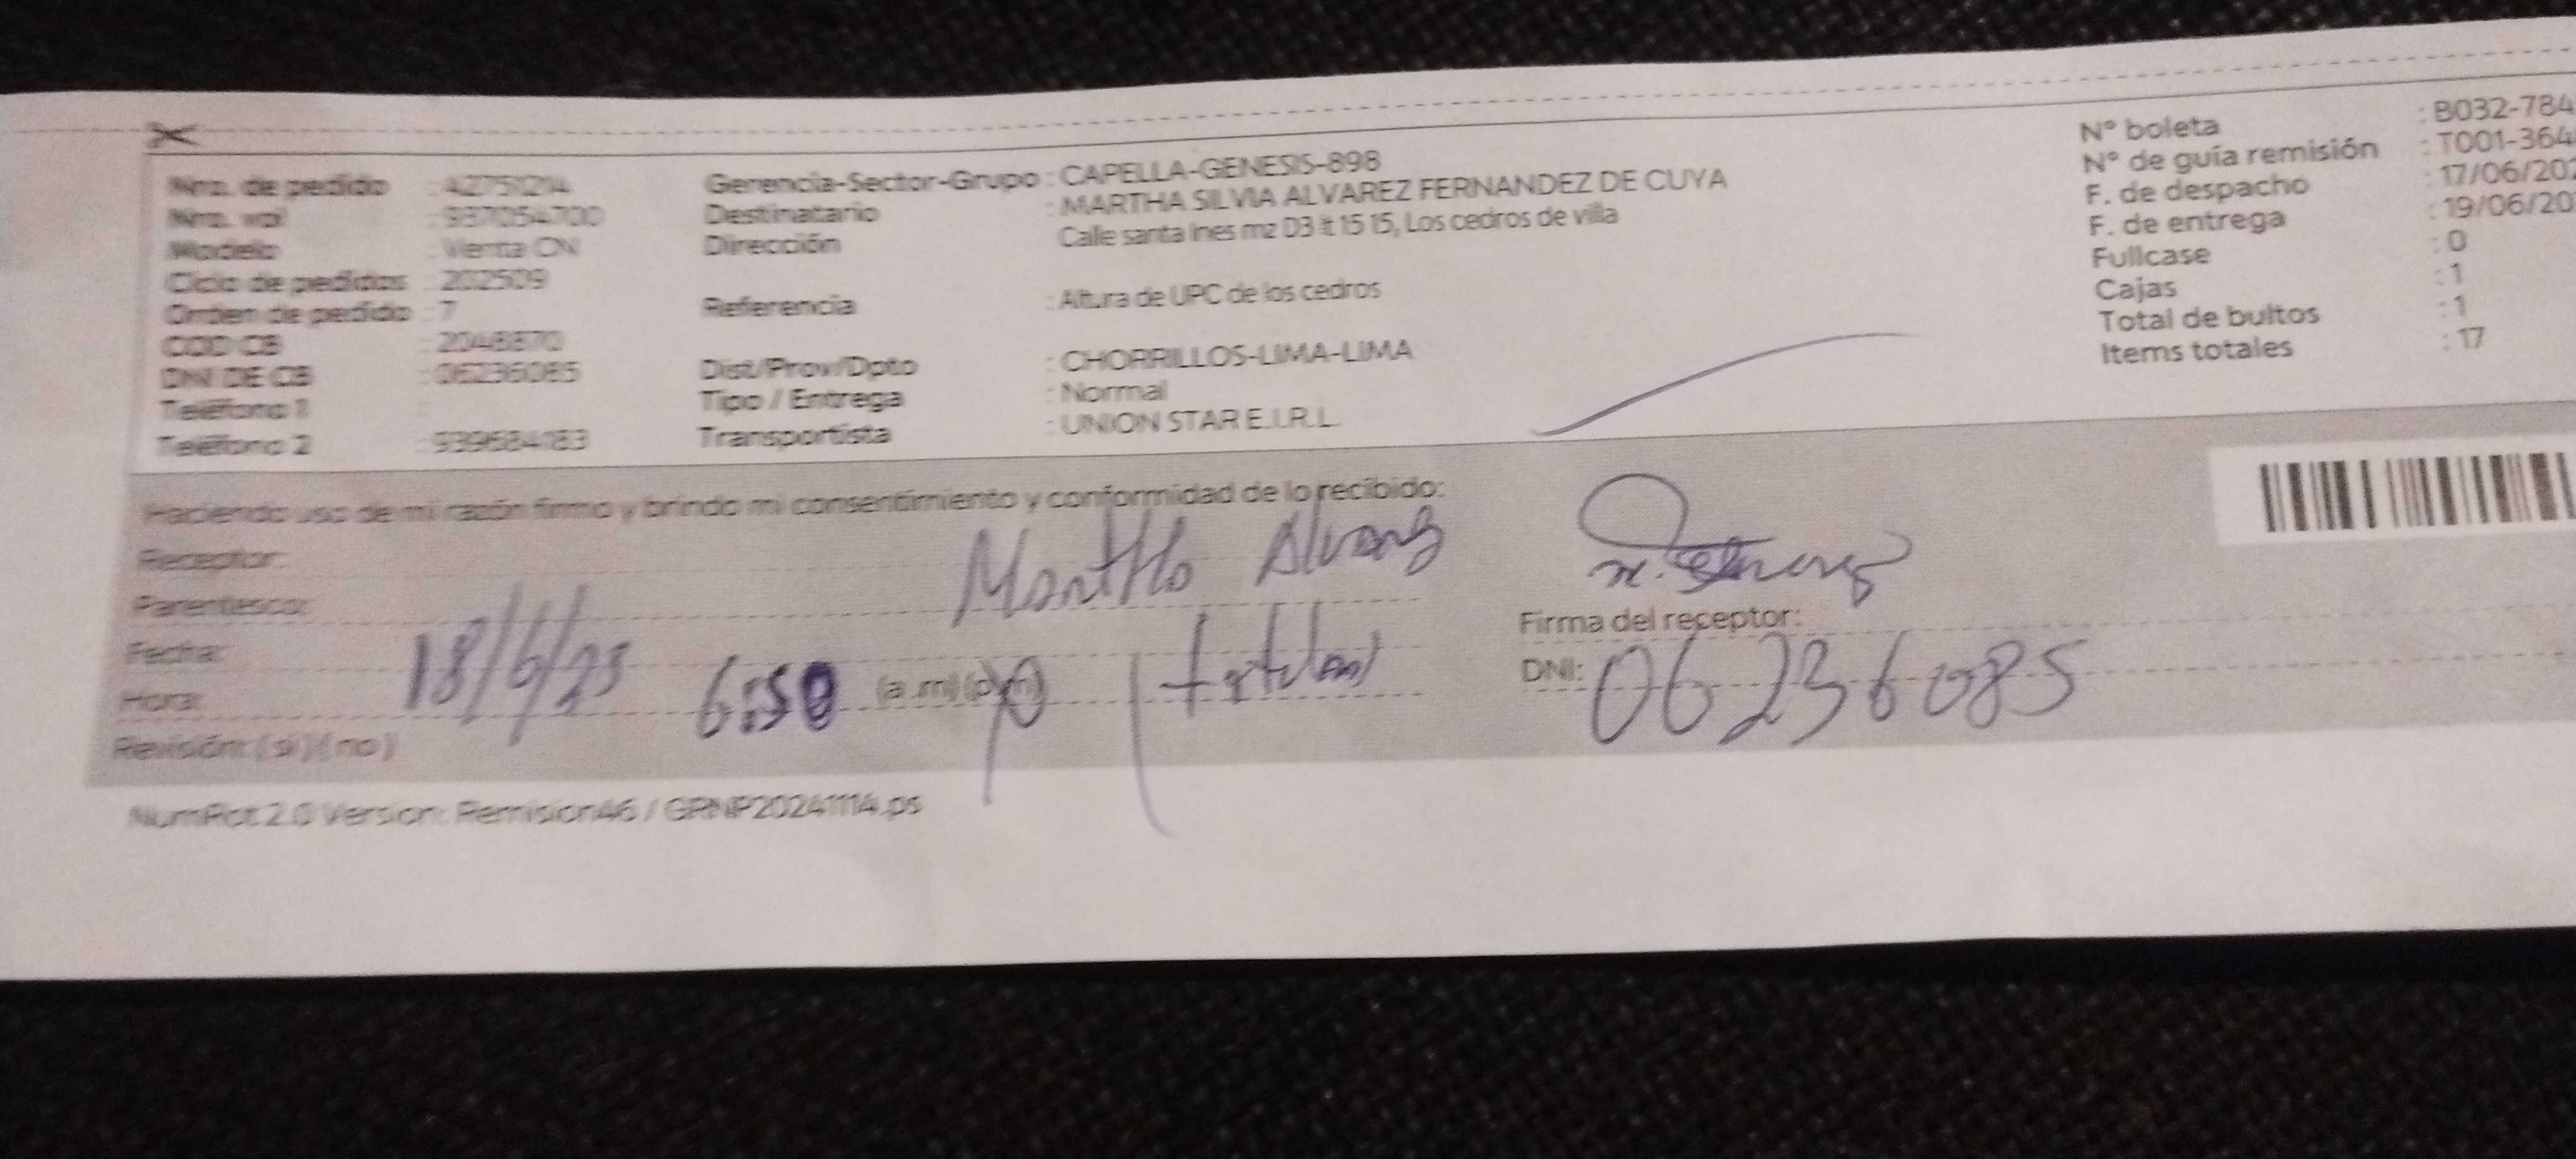 Nro. de pedido : 42751214
Nro. vpl : 937054700
Modelo : Venta CN
Ciclo de pedidos : 202509
Orden de pedido : 7
COD CB : 2048870
DNI DE CB : 06236085
Teléfono 1 :
Teléfono 2 : 939684183
Gerencia-Sector-Grupo : CAPELLA-GENESIS-898
Destinatario : MARTHA SILVIA ALVAREZ FERNANDEZ DE CUYA
Dirección : Calle santa ines mz D3 lt 15 15, Los cedros de villa
Referencia : Altura de UPC de los cedros
Dist/Prov/Dpto : CHORRILLOS-LIMA-LIMA
Tipo / Entrega : Normal
Transportista : UNION STAR E.I.R.L.
N° boleta : B032-784
N° de guía remisión : T001-364
F. de despacho : 17/06/202
F. de entrega : 19/06/20
Fullcase : 0
Cajas : 1
Total de bultos : 1
Items totales : 17
Haciendo uso de mi razón firmo y brindo mi consentimiento y conformidad de lo recibido:
Receptor: Martha Alvarez
Parentesco:
Fecha: 18/6/25
Hora: 6:50 (a.m) (p.m)
Revisión: ( si ) ( no )
Firma del receptor:
DNI: 06236085
NumRot 2.0 Version: Remision46 / GRNP20241114.ps